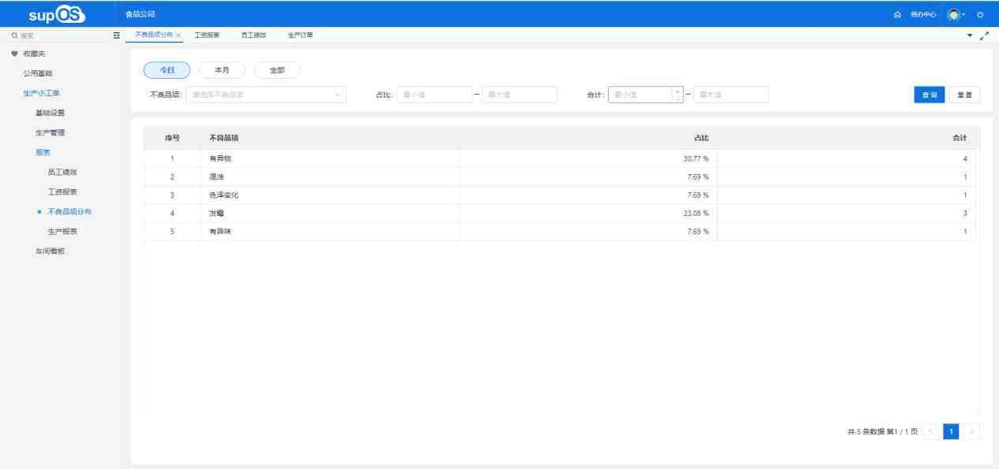 supOS 食品公司 待办中心
搜索 不良品项分布 工资报表 员工绩效 生产订单
收藏夹
公用基础
生产小工单
基础设置
生产管理
报表
员工绩效
工资报表
不良品项分布
生产报表
车间看板
今日 本月 全部
不良品项: 请选择不良品项 占比: 最小值 – 最大值 合计: 最小值 – 最大值 查询 重置
序号 不良品项 占比 合计
1 有异物 30.77 % 4
2 混浊 7.69 % 1
3 色泽变化 7.69 % 1
4 发霉 23.08 % 3
5 有异味 7.69 % 1
共 5 条数据 第1 / 1 页 < 1 >